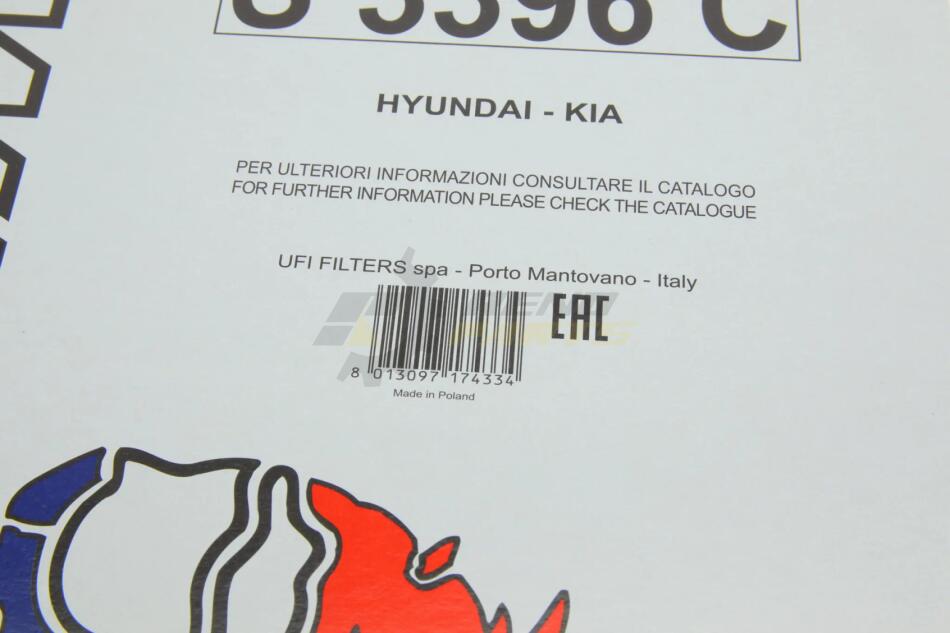 HYUNDAI - KIA
PER ULTERIORI INFORMAZIONI CONSULTARE IL CATALOGO
FOR FURTHER INFORMATION PLEASE CHECK THE CATALOGUE
UFI FILTERS spa - Porto Mantovano - Italy
EAC
8 013097 174334
Made in Poland